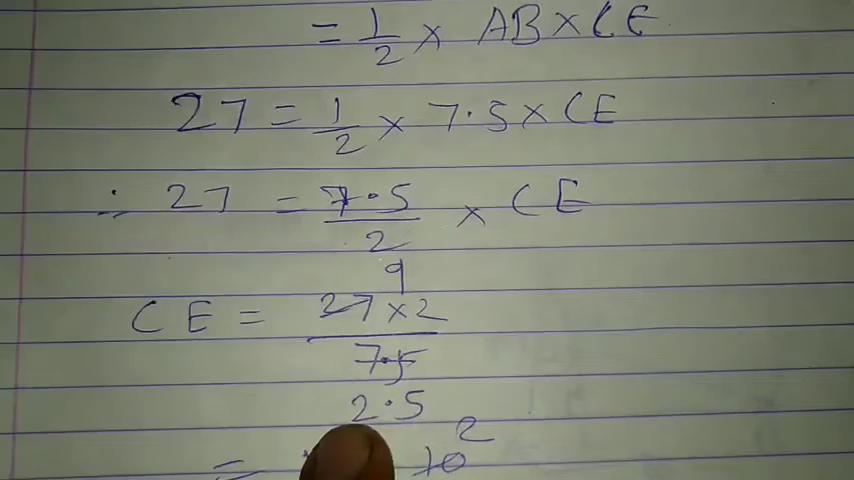 = 1/2 × AB × CE
27 = 1/2 × 7.5 × CE
∴ 27 = 7.5/2 × CE
9
CE = 27×2/7.5
2.5
2
= 10